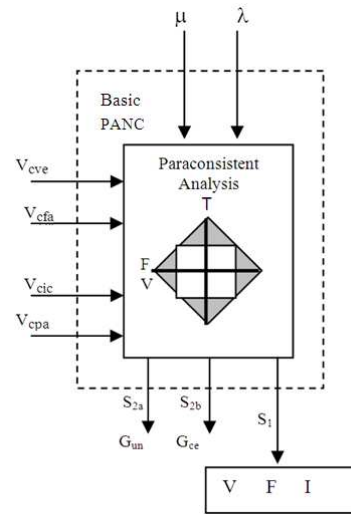 μ λ
Basic
PANC
Paraconsistent
Analysis
T
F
V
Vcve
Vcfa
Vcic
Vcpa
S2a S2b S1
Gun Gce
V F I